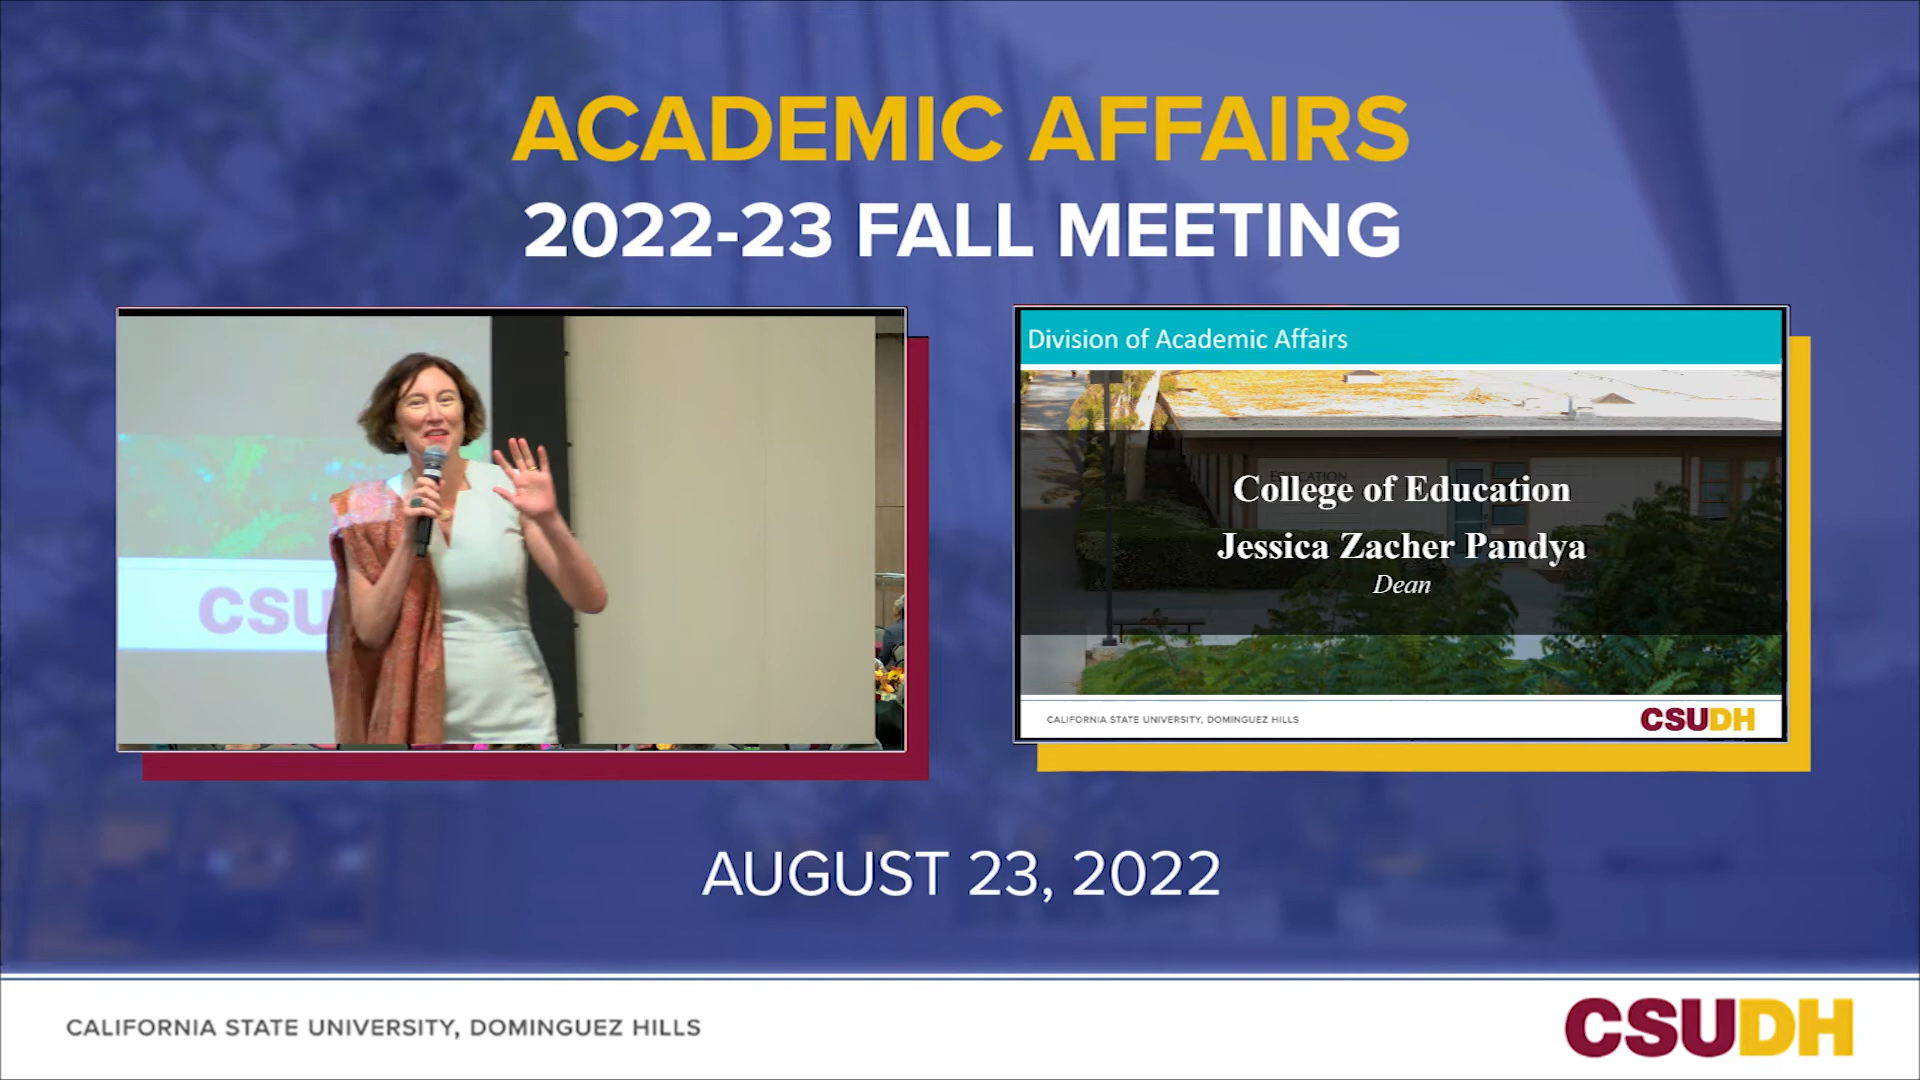 ACADEMIC AFFAIRS
2022-23 FALL MEETING
CSU
Division of Academic Affairs
EDUCATION
College of Education
Jessica Zacher Pandya
Dean
CALIFORNIA STATE UNIVERSITY, DOMINGUEZ HILLS
CSUDH
AUGUST 23, 2022
CALIFORNIA STATE UNIVERSITY, DOMINGUEZ HILLS
CSUDH